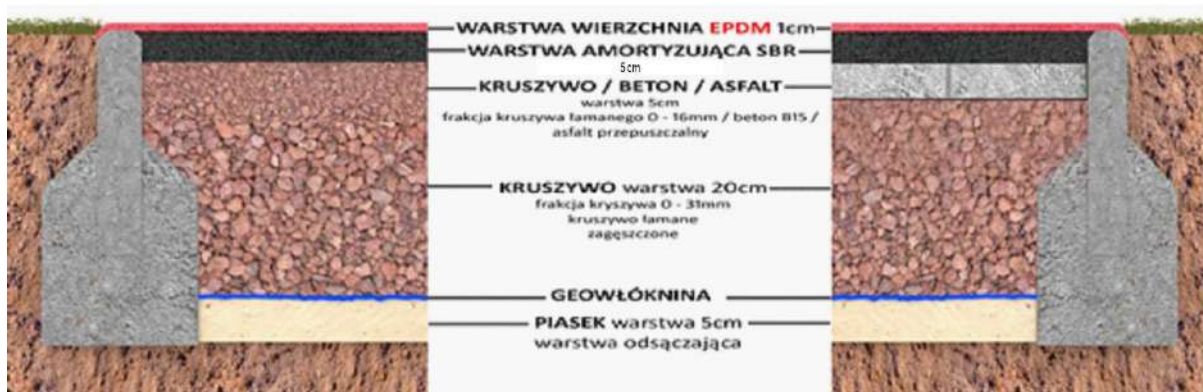 WARSTWA WIERZCHNIA EPDM 1cm
WARSTWA AMORTYZUJĄCA SBR
5cm
KRUSZYWO / BETON / ASFALT
warstwa 5cm
frakcja kruszywa łamanego 0 - 16mm / beton B15 /
asfalt przepuszczalny
KRUSZYWO warstwa 20cm
frakcja kryszywa 0 - 31mm
kruszywo łamane
zagęszczone
GEOWŁÓKNINA
PIASEK warstwa 5cm
warstwa odsączająca